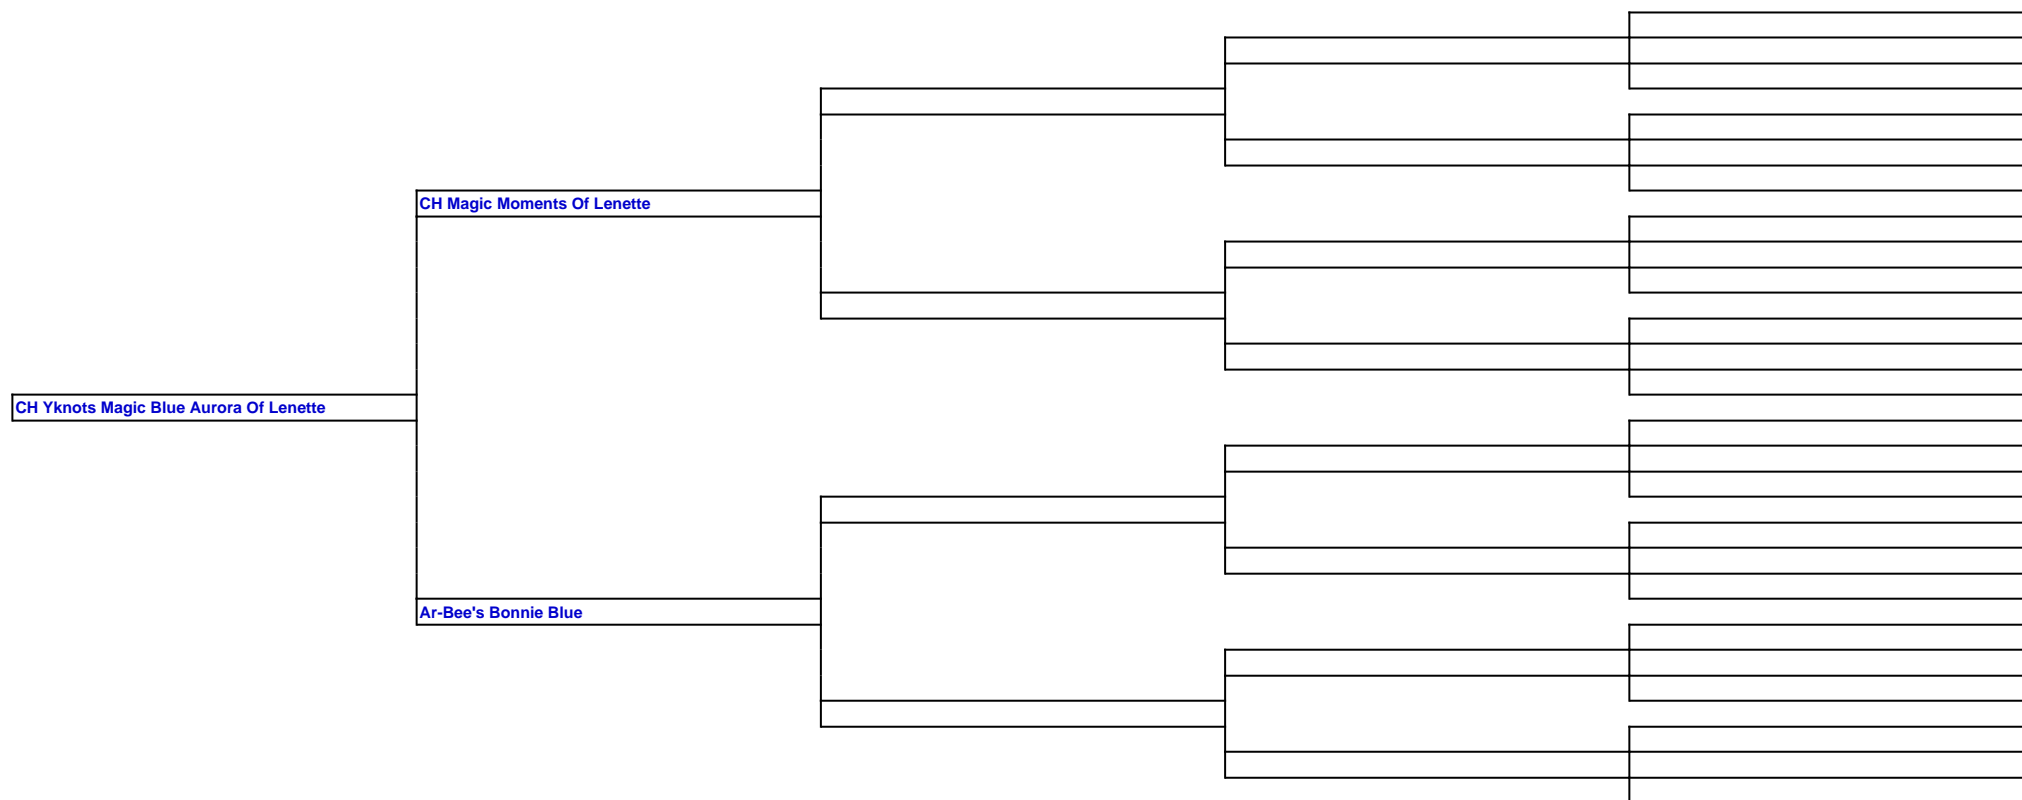 CH Magic Moments Of Lenette
CH Yknots Magic Blue Aurora Of Lenette
Ar-Bee's Bonnie Blue